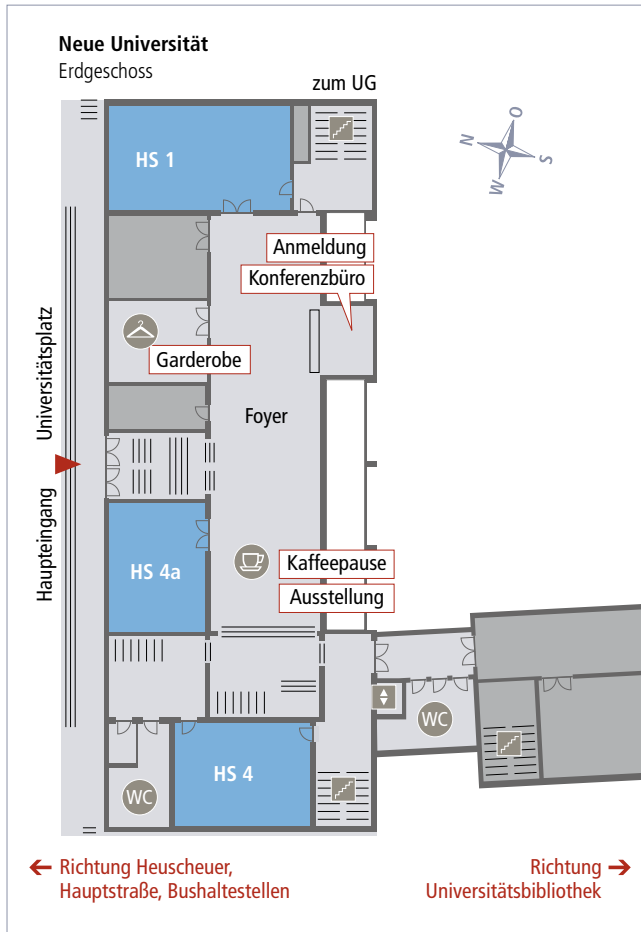 Neue Universität
Erdgeschoss
zum UG
HS 1
N
O
S
W
Anmeldung
Konferenzbüro
Garderobe
Universitätsplatz
Foyer
Haupteingang
HS 4a
Kaffeepause
Ausstellung
WC
HS 4
WC
Richtung Heuscheuer,
Hauptstraße, Bushaltestellen
Richtung
Universitätsbibliothek